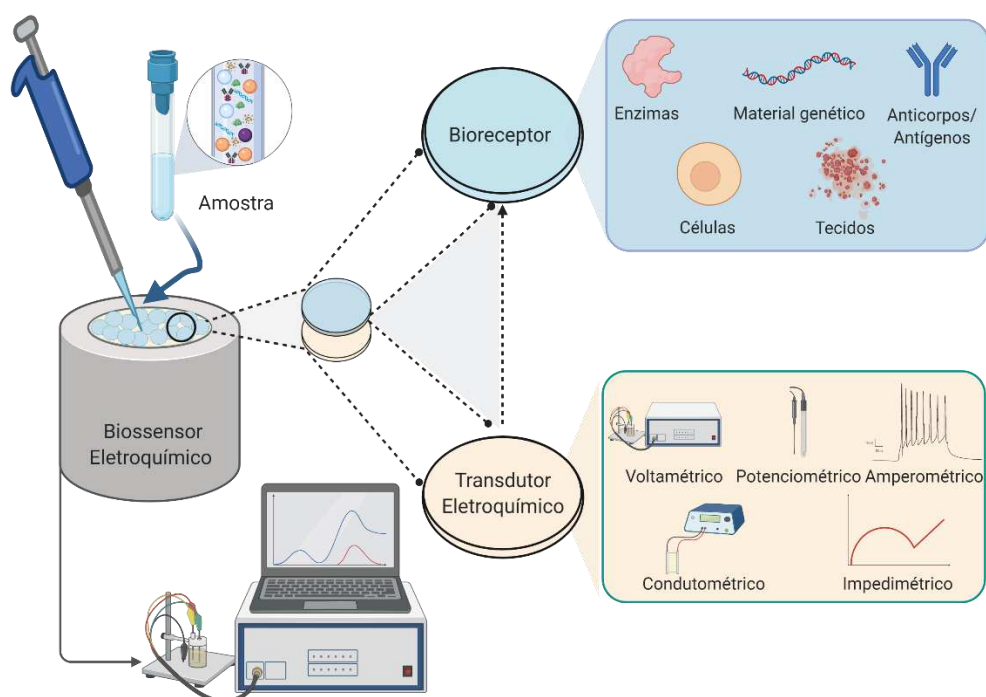 Amostra
Biossensor
Eletroquímico
Bioreceptor
Enzimas
Material genético
Anticorpos/
Antígenos
Células
Tecidos
Transdutor
Eletroquímico
Voltamétrico
Potenciométrico
Amperométrico
Condutométrico
Impedimétrico